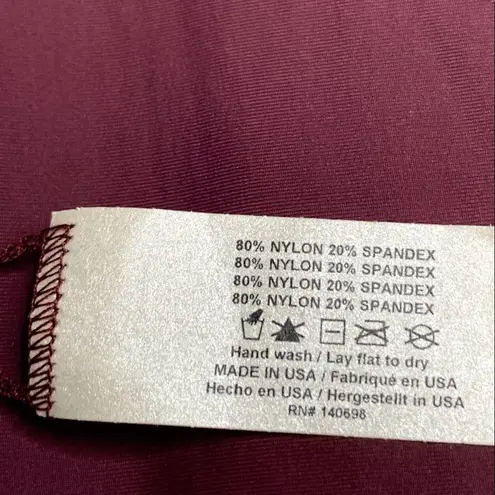 80% NYLON 20% SPANDEX
80% NYLON 20% SPANDEX
80% NYLON 20% SPANDEX
80% NYLON 20% SPANDEX
Hand wash / Lay flat to dry
MADE IN USA / Fabriqué en USA
Hecho en USA / Hergestellt in USA
RN# 140698